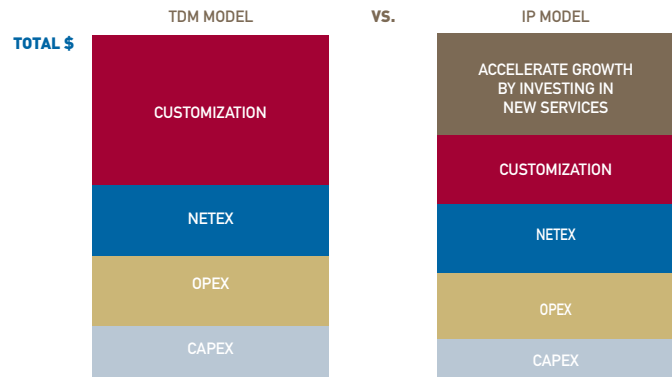 TDM MODEL VS. IP MODEL
TOTAL $
CUSTOMIZATION
NETEX
OPEX
CAPEX
ACCELERATE GROWTH
BY INVESTING IN
NEW SERVICES
CUSTOMIZATION
NETEX
OPEX
CAPEX